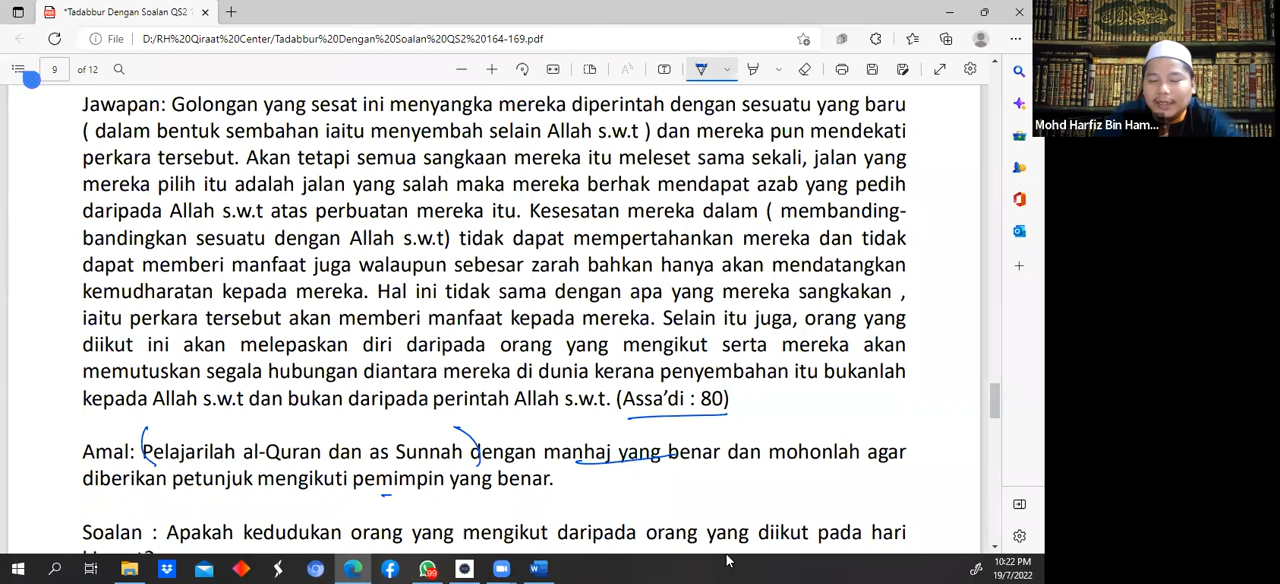 *Tadabbur Dengan Soalan QS2
File
D:/RH%20Qiraat%20Center/Tadabbur%20Dengan%20Soalan%20QS2%20164-169.pdf
9 of 12
Mohd Harfiz Bin Ham...
Jawapan: Golongan yang sesat ini menyangka mereka diperintah dengan sesuatu yang baru
( dalam bentuk sembahan iaitu menyembah selain Allah s.w.t ) dan mereka pun mendekati
perkara tersebut. Akan tetapi semua sangkaan mereka itu meleset sama sekali, jalan yang
mereka pilih itu adalah jalan yang salah maka mereka berhak mendapat azab yang pedih
daripada Allah s.w.t atas perbuatan mereka itu. Kesesatan mereka dalam ( membanding-
bandingkan sesuatu dengan Allah s.w.t) tidak dapat mempertahankan mereka dan tidak
dapat memberi manfaat juga walaupun sebesar zarah bahkan hanya akan mendatangkan
kemudharatan kepada mereka. Hal ini tidak sama dengan apa yang mereka sangkakan ,
iaitu perkara tersebut akan memberi manfaat kepada mereka. Selain itu juga, orang yang
diikut ini akan melepaskan diri daripada orang yang mengikut serta mereka akan
memutuskan segala hubungan diantara mereka di dunia kerana penyembahan itu bukanlah
kepada Allah s.w.t dan bukan daripada perintah Allah s.w.t. (Assa’di : 80)
Amal: Pelajarilah al-Quran dan as Sunnah dengan manhaj yang benar dan mohonlah agar
diberikan petunjuk mengikuti pemimpin yang benar.
Soalan : Apakah kedudukan orang yang mengikut daripada orang yang diikut pada hari
10:22 PM
19/7/2022